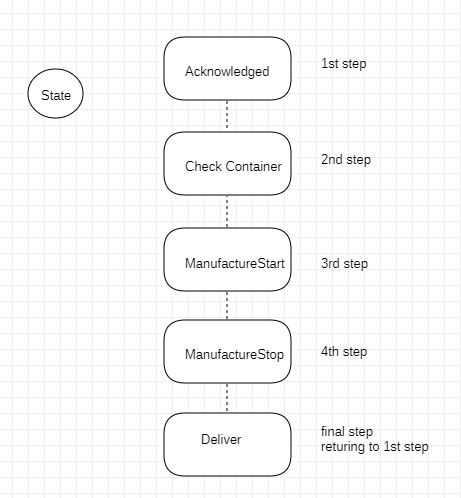 Acknowledged
1st step
State
Check Container
2nd step
ManufactureStart
3rd step
ManufactureStop
4th step
Deliver
final step
returing to 1st step